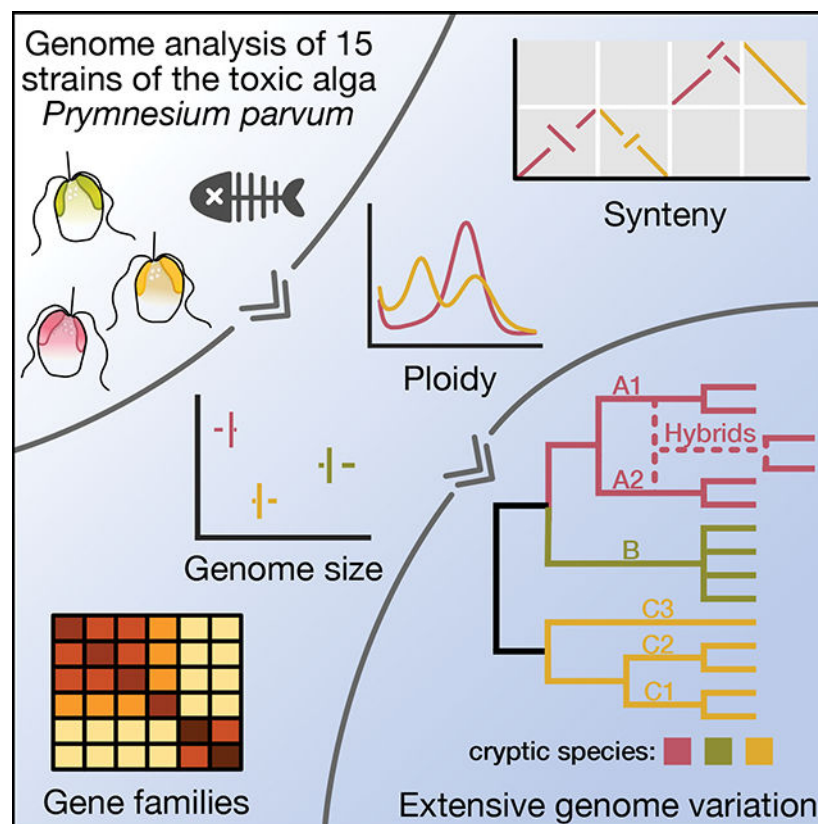 Genome analysis of 15
strains of the toxic alga
Prymnesium parvum
Synteny
Ploidy
Genome size
Gene families
A1
Hybrids
A2
B
C3
C2
C1
cryptic species:
Extensive genome variation